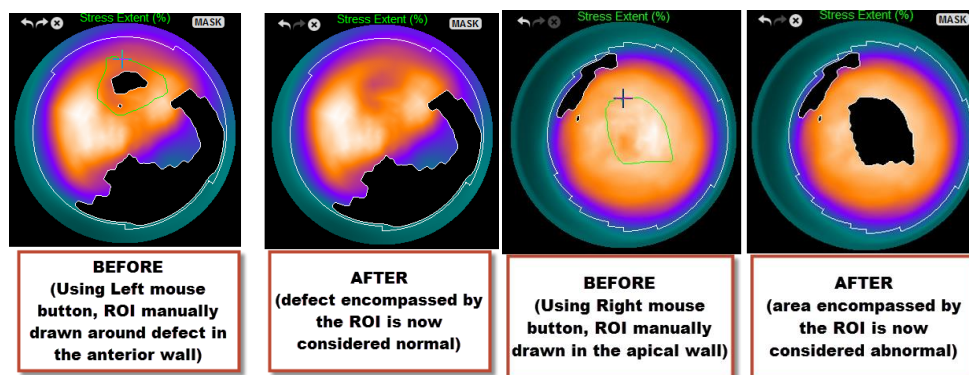 Stress Extent (%)
MASK
BEFORE
(Using Left mouse
button, ROI manually
drawn around defect in
the anterior wall)
Stress Extent (%)
MASK
AFTER
(defect encompassed by
the ROI is now
considered normal)
Stress Extent (%)
MASK
BEFORE
(Using Right mouse
button, ROI manually
drawn in the apical wall)
Stress Extent (%)
MASK
AFTER
(area encompassed by
the ROI is now
considered abnormal)